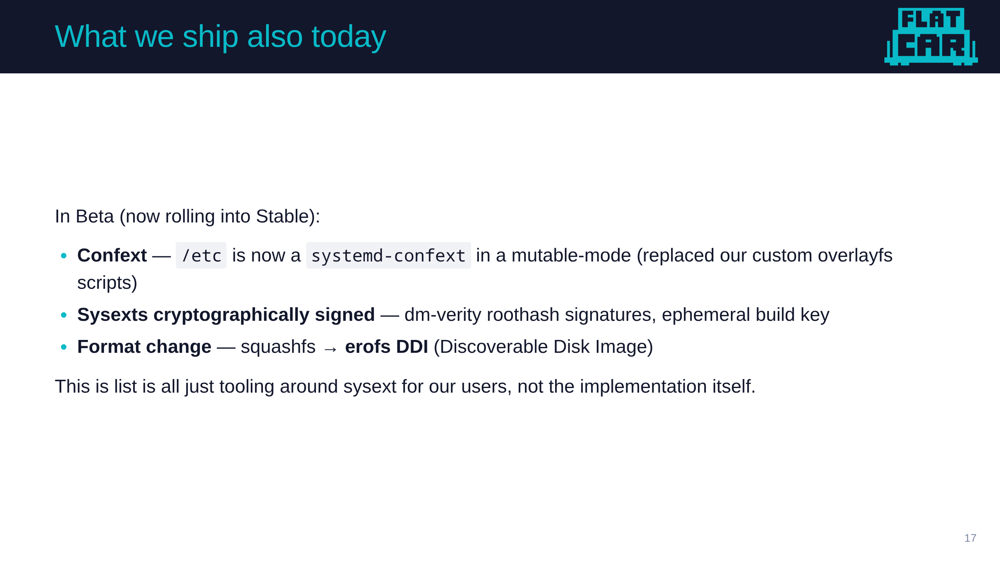 What we ship also today
FLAT
CAR
In Beta (now rolling into Stable):
• Confext — /etc is now a systemd-confext in a mutable-mode (replaced our custom overlayfs
scripts)
• Sysexts cryptographically signed — dm-verity roothash signatures, ephemeral build key
• Format change — squashfs → erofs DDI (Discoverable Disk Image)
This is list is all just tooling around sysext for our users, not the implementation itself.
17